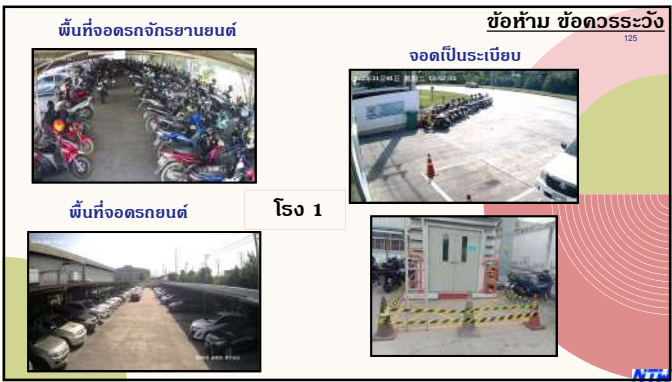 ข้อห้าม ข้อควรระวัง
125
พื้นที่จอดรถจักรยานยนต์
จอดเป็นระเบียบ
พื้นที่จอดรถยนต์
โรง 1
NTW